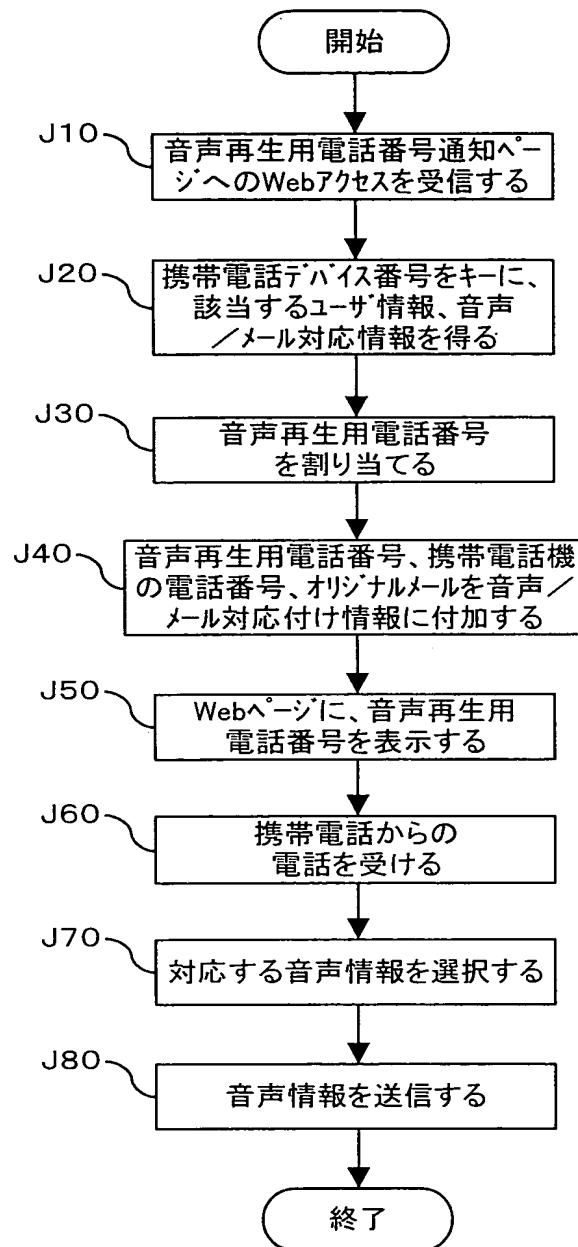 開始
J10
音声再生用電話番号通知ﾍﾟｰ
ｼﾞへのWebｱｸｾｽを受信する
J20
携帯電話ﾃﾞﾊﾞｲｽ番号をキーに、
該当するﾕｰｻﾞ情報、音声
／ﾒｰﾙ対応情報を得る
J30
音声再生用電話番号
を割り当てる
J40
音声再生用電話番号、携帯電話機
の電話番号、ｵﾘｼﾞﾅﾙﾒｰﾙを音声／
ﾒｰﾙ対応付け情報に付加する
J50
Webﾍﾟｰｼﾞに、音声再生用
電話番号を表示する
J60
携帯電話からの
電話を受ける
J70
対応する音声情報を選択する
J80
音声情報を送信する
終了